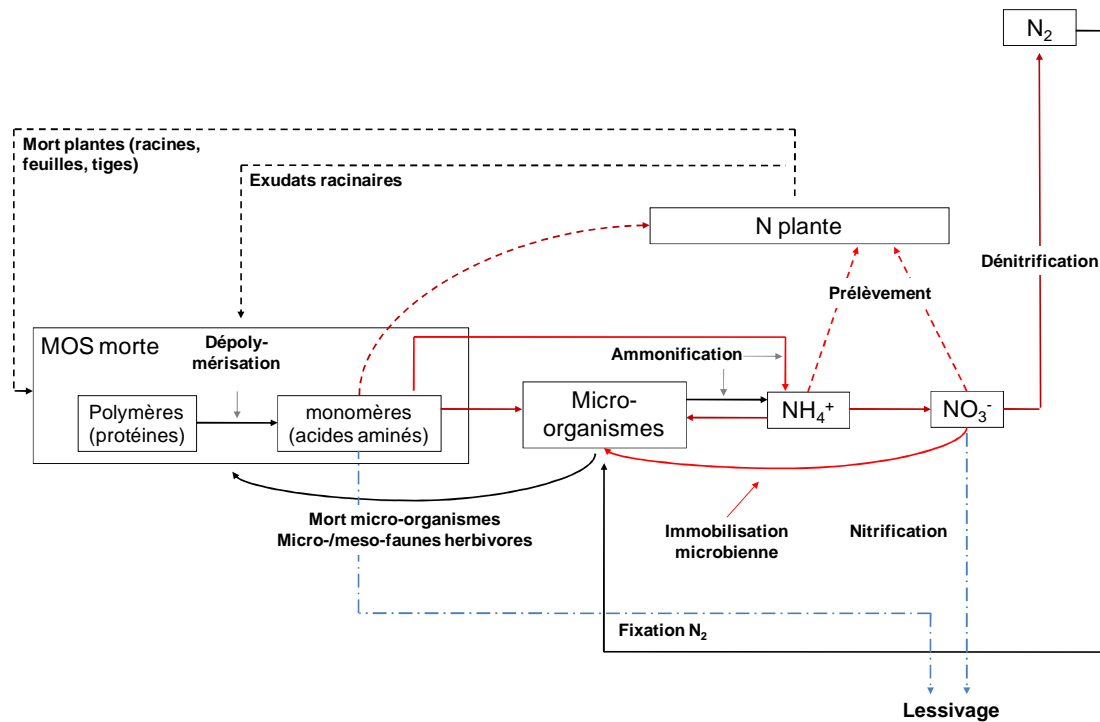 N2
Mort plantes (racines,
feuilles, tiges)
Exudats racinaires
N plante
Dénitrification
Prélèvement
MOS morte
Dépoly-
mérisation
Ammonification
Polymères
(protéines)
monomères
(acides aminés)
Micro-
organismes
NH4+
NO3-
Mort micro-organismes
Micro-/meso-faunes herbivores
Immobilisation
microbienne
Nitrification
Fixation N2
Lessivage